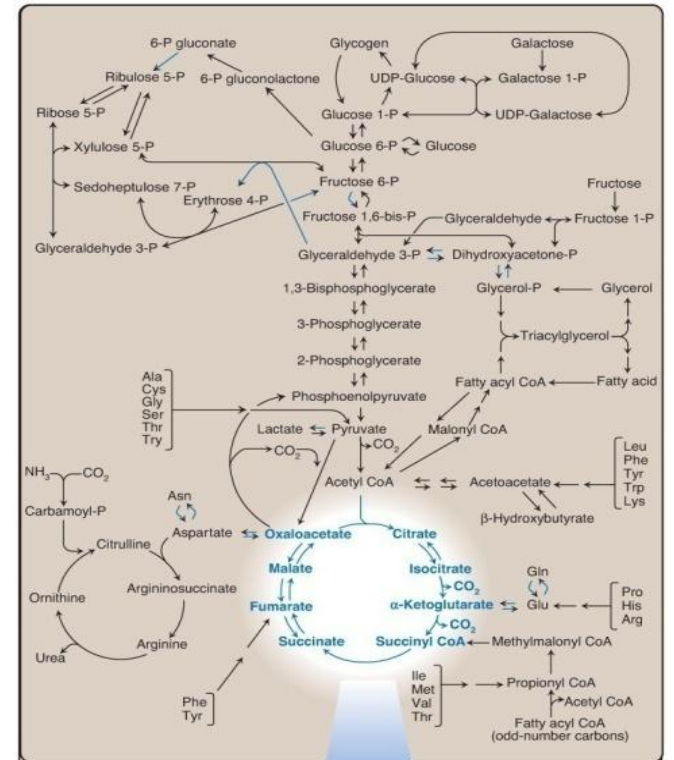 6-P gluconate
Glycogen
Galactose
Ribulose 5-P
6-P gluconolactone
UDP-Glucose
Galactose 1-P
Ribose 5-P
Glucose 1-P
UDP-Galactose
Xylulose 5-P
Glucose 6-P
Glucose
Sedoheptulose 7-P
Fructose 6-P
Fructose
Erythrose 4-P
Fructose 1,6-bis-P
Glyceraldehyde
Fructose 1-P
Glyceraldehyde 3-P
Glyceraldehyde 3-P
Dihydroxyacetone-P
1,3-Bisphosphoglycerate
Glycerol-P
Glycerol
3-Phosphoglycerate
Triacylglycerol
2-Phosphoglycerate
Ala
Cys
Gly
Ser
Thr
Try
Fatty acyl CoA
Fatty acid
Phosphoenolpyruvate
Lactate
Pyruvate
Malonyl CoA
CO2
CO2
Leu
Phe
Tyr
Trp
Lys
Acetyl CoA
Acetoacetate
NH3
CO2
β-Hydroxybutyrate
Asn
Carbamoyl-P
Aspartate
Oxaloacetate
Citrate
Citrulline
Malate
Isocitrate
Gln
CO2
Argininosuccinate
Ornithine
Fumarate
α-Ketoglutarate
Glu
Pro
His
Arg
CO2
Arginine
Succinate
Succinyl CoA
Methylmalonyl CoA
Urea
Phe
Tyr
Ile
Met
Val
Thr
Propionyl CoA
Acetyl CoA
Fatty acyl CoA
(odd-number carbons)